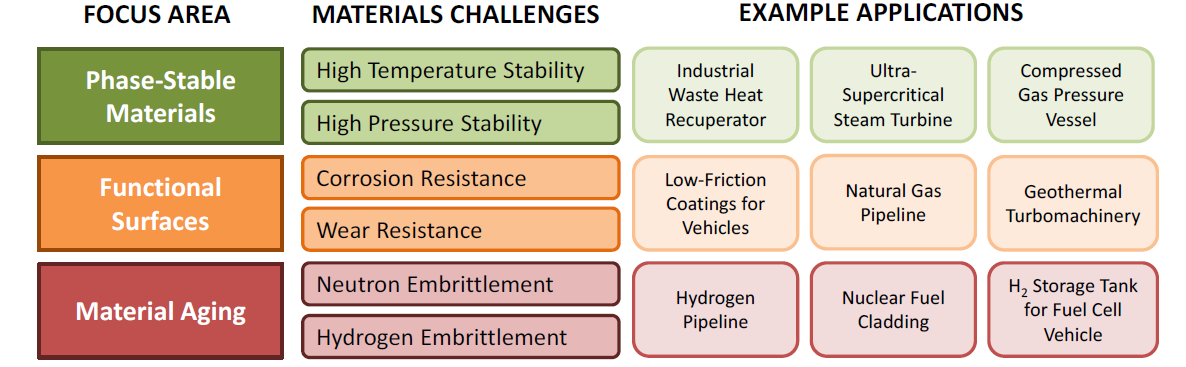 FOCUS AREA
MATERIALS CHALLENGES
EXAMPLE APPLICATIONS
Phase-Stable
Materials
High Temperature Stability
High Pressure Stability
Industrial
Waste Heat
Recuperator
Ultra-
Supercritical
Steam Turbine
Compressed
Gas Pressure
Vessel
Functional
Surfaces
Corrosion Resistance
Wear Resistance
Low-Friction
Coatings for
Vehicles
Natural Gas
Pipeline
Geothermal
Turbomachinery
Material Aging
Neutron Embrittlement
Hydrogen Embrittlement
Hydrogen
Pipeline
Nuclear Fuel
Cladding
H₂ Storage Tank
for Fuel Cell
Vehicle